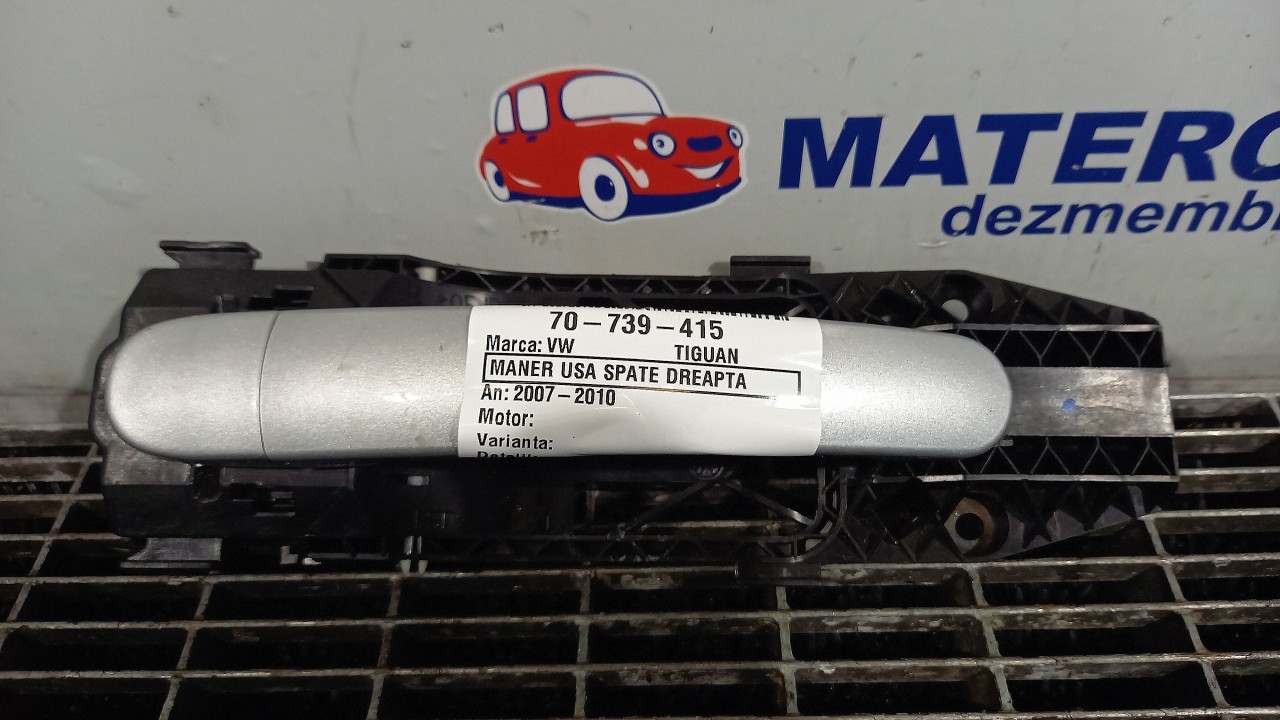 MATERO
dezmembr
70-739-415
Marca: VW TIGUAN
MANER USA SPATE DREAPTA
An: 2007-2010
Motor:
Varianta: